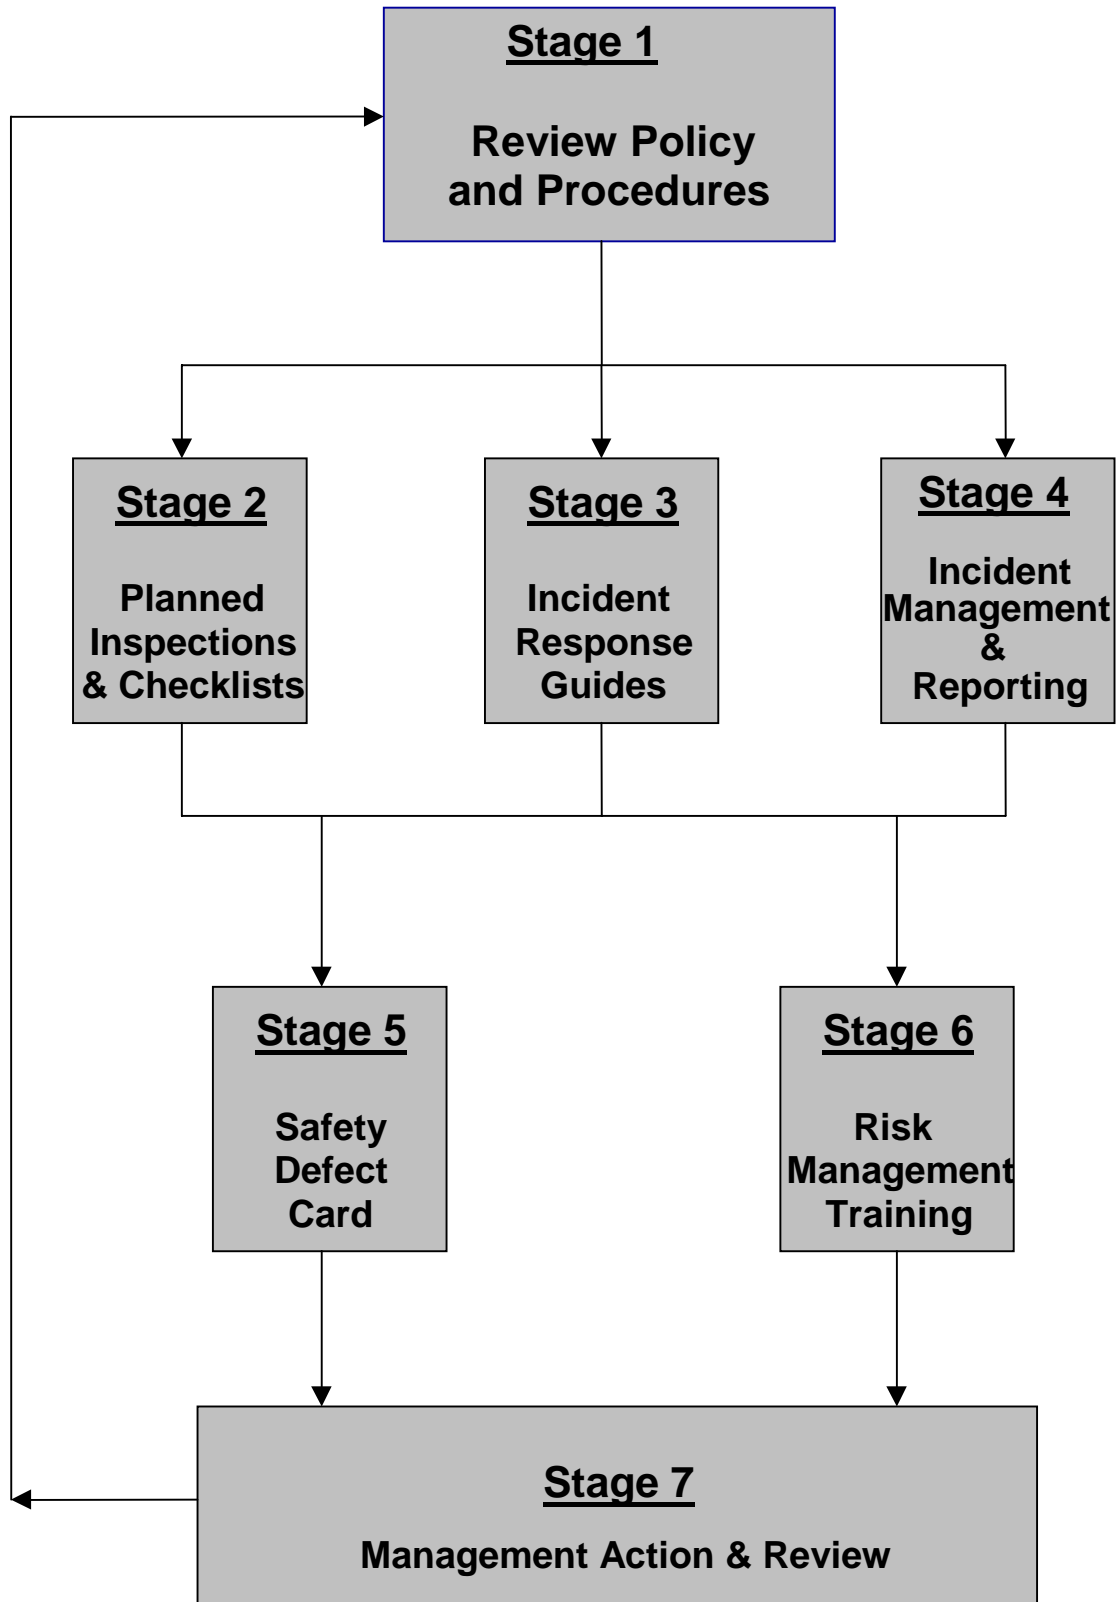 Stage 1
Review Policy
and Procedures
Stage 2
Planned
Inspections
& Checklists
Stage 3
Incident
Response
Guides
Stage 4
Incident
Management
&
Reporting
Stage 5
Safety
Defect
Card
Stage 6
Risk
Management
Training
Stage 7
Management Action & Review